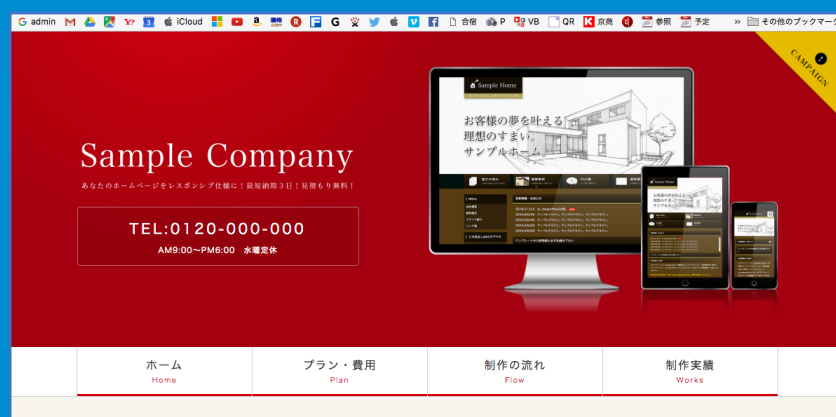 G admin
iCloud
合宿
P
VB
QR
京商
参照
予定
»
その他のブックマーク
CAMPAIGN
Sample Company
あなたのホームページをレスポンシブ仕様に!最短納期3日!見積もり無料!
TEL:0120-000-000
AM9:00〜PM6:00 水曜定休
Sample Home
お客様の夢を叶える
理想のすまい、
サンプルホーム。
ホーム
プラン・費用
制作の流れ
制作実績
Home
Plan
Flow
Works